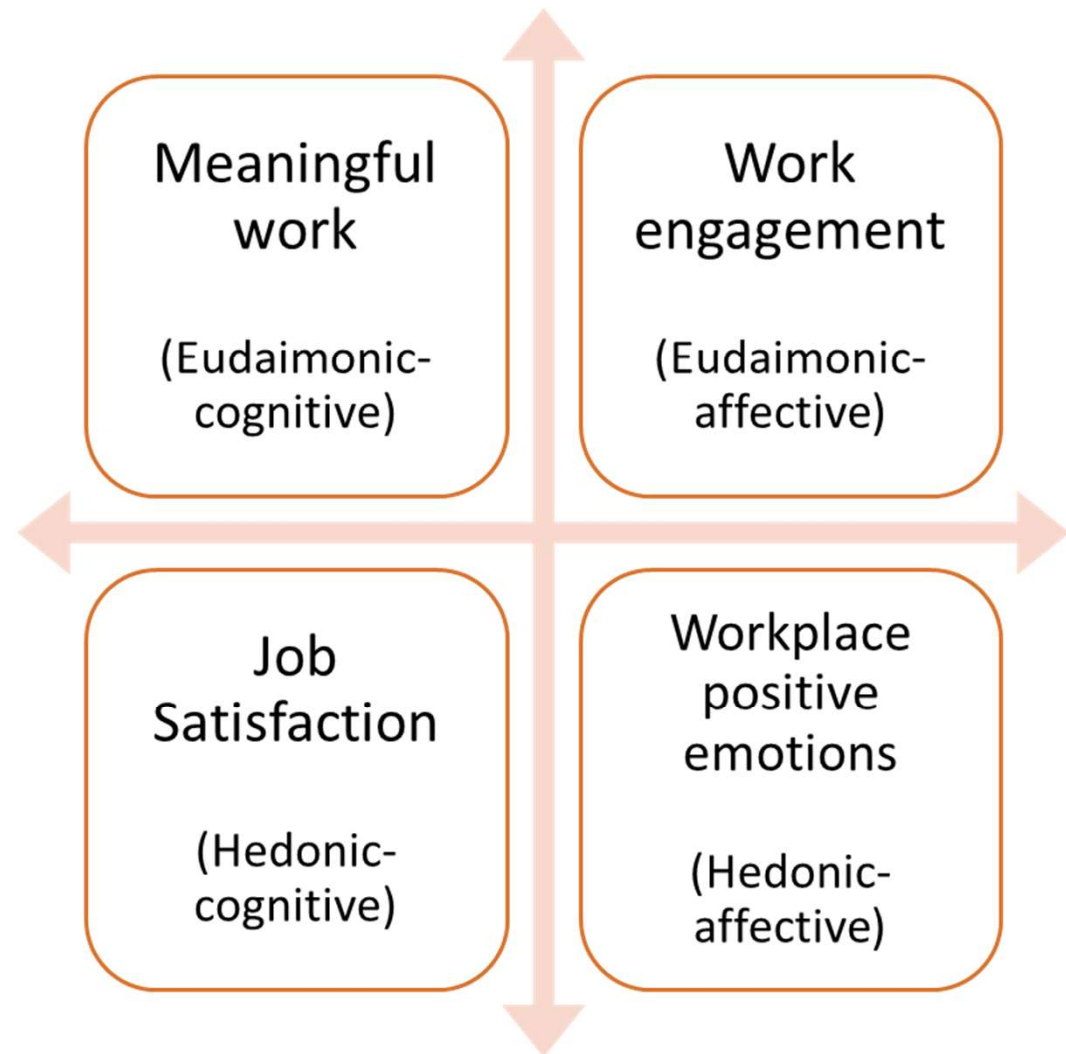 Meaningful
work
(Eudaimonic-
cognitive)
Work
engagement
(Eudaimonic-
affective)
Job
Satisfaction
(Hedonic-
cognitive)
Workplace
positive
emotions
(Hedonic-
affective)